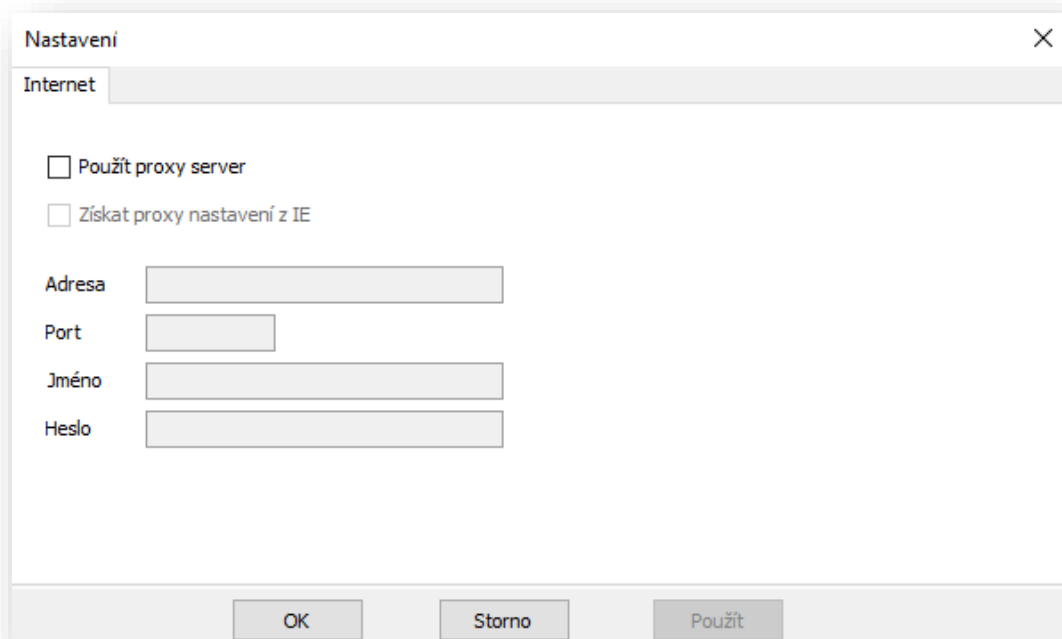 Nastavení
Internet
Použít proxy server
Získat proxy nastavení z IE
Adresa
Port
Jméno
Heslo
OK Storno Použít